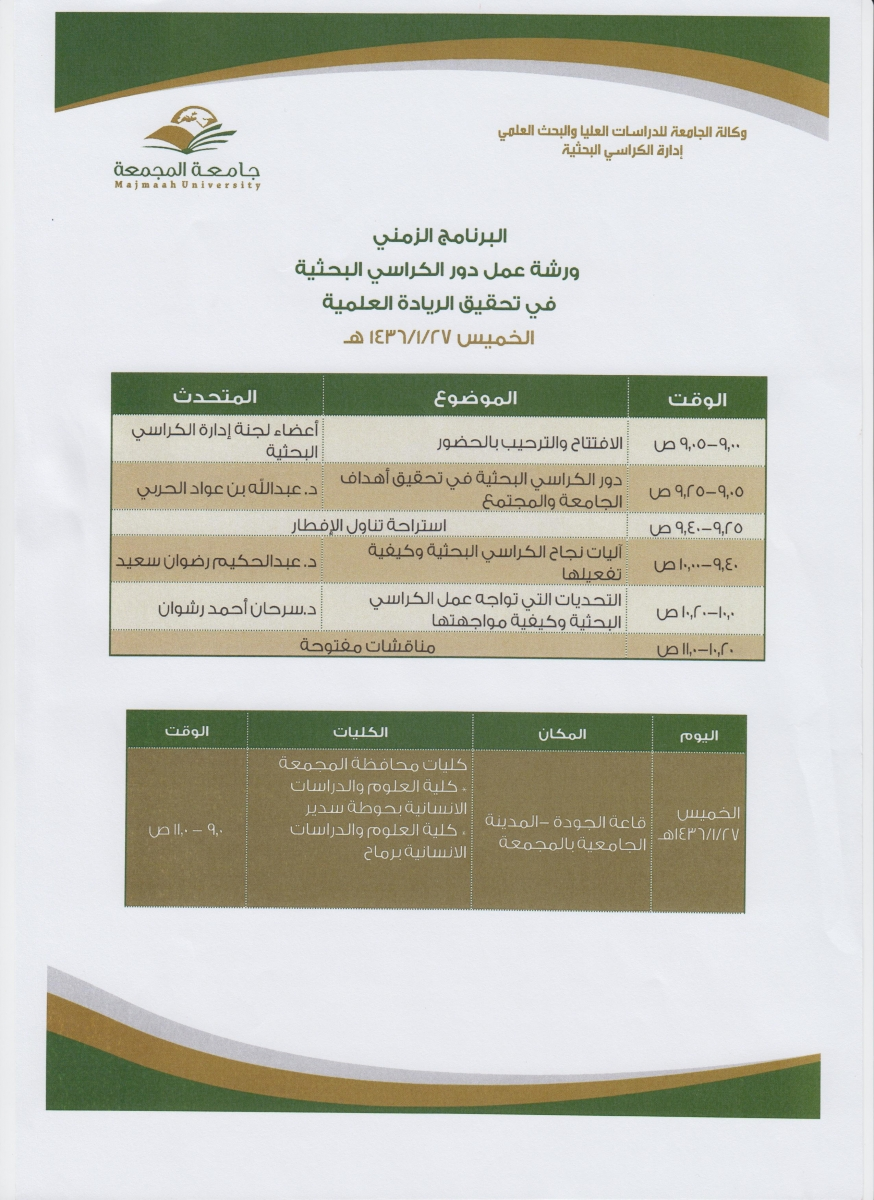 وكالة الجامعة للدراسات العليا والبحث العلمي
إدارة الكراسي البحثية
جامعة المجمعة
Majmaah University
البرنامج الزمني
ورشة عمل دور الكراسي البحثية
في تحقيق الريادة العلمية
الخميس ١٤٣٦/١/٢٧ هـ
الوقت الموضوع المتحدث
٩,٠٠-٩,٠٥ ص الافتتاح والترحيب بالحضور أعضاء لجنة إدارة الكراسي
البحثية
٩,٠٥-٩,٢٥ ص دور الكراسي البحثية في تحقيق أهداف د. عبدالله بن عواد الحربي
الجامعة والمجتمع
٩,٢٥-٩,٤٠ ص استراحة تناول الإفطار
٩,٤٠-١٠,٠٠ ص آليات نجاح الكراسي البحثية وكيفية د. عبدالحكيم رضوان سعيد
تفعيلها
١٠,٠-١٠,٢٠ ص التحديات التي تواجه عمل الكراسي د.سرحان أحمد رشوان
البحثية وكيفية مواجهتها
١٠,٢٠-١١,٠ ص مناقشات مفتوحة
اليوم المكان الكليات الوقت
الخميس
١٤٣٦/١/٢٧هـ
قاعة الجودة -المدينة
الجامعية بالمجمعة
كليات محافظة المجمعة
• كلية العلوم والدراسات
الانسانية بحوطة سدير
• كلية العلوم والدراسات
الانسانية برماح
٩,٠ - ١١,٠ ص